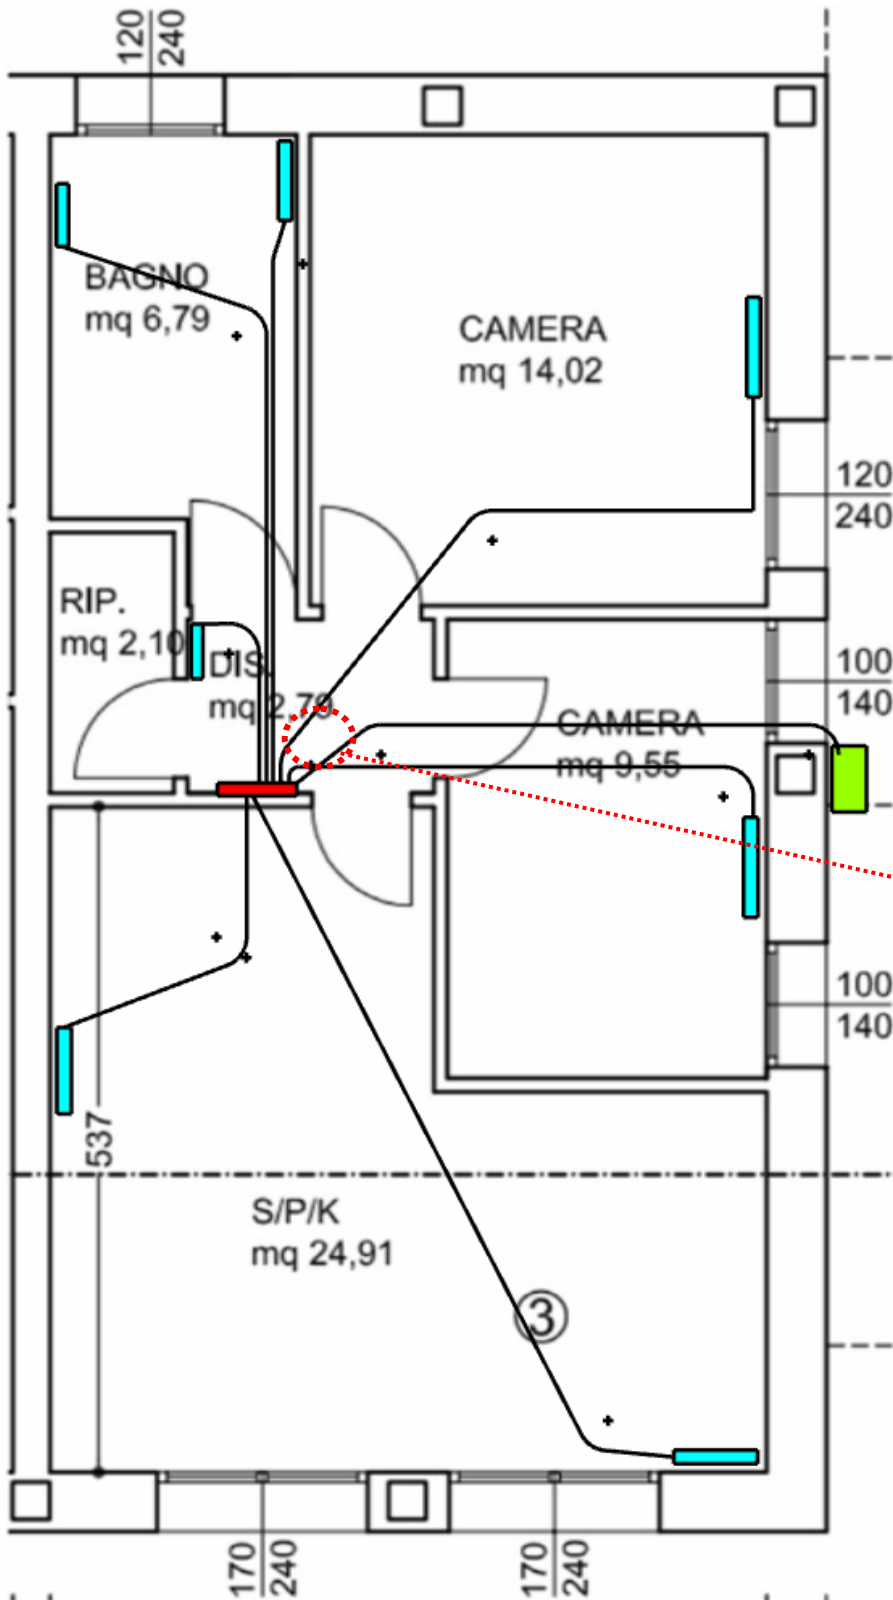 120
240
BAGNO
mq 6,79
CAMERA
mq 14,02
120
240
RIP.
mq 2,10
DIS.
mq 2,79
100
140
CAMERA
mq 9,55
100
140
537
S/P/K
mq 24,91
3
170
240
170
240